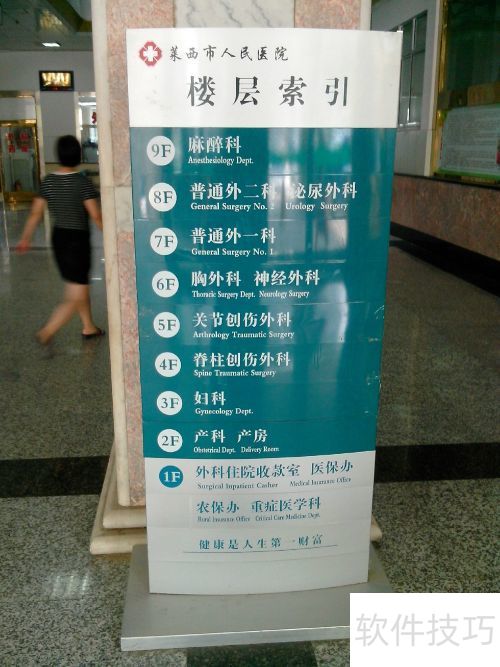 莱西市人民医院
楼层索引
9F 麻醉科
Anesthesiology Dept.
8F 普通外二科 泌尿外科
General Surgery No. 2 Urology Surgery
7F 普通外一科
General Surgery No. 1
6F 胸外科 神经外科
Thoracic Surgery Dept. Neurology Surgery
5F 关节创伤外科
Arthrology Traumatic Surgery
4F 脊柱创伤外科
Spine Traumatic Surgery
3F 妇科
Gynecology Dept.
2F 产科 产房
Obstetrical Dept. Delivery Room
1F 外科住院收款室 医保办
Surgical Inpatient Casher Medical Insurance Office
农保办 重症医学科
Rural Insurance Office Critical Care Medicine Dept.
健康是人生第一财富
软件技巧